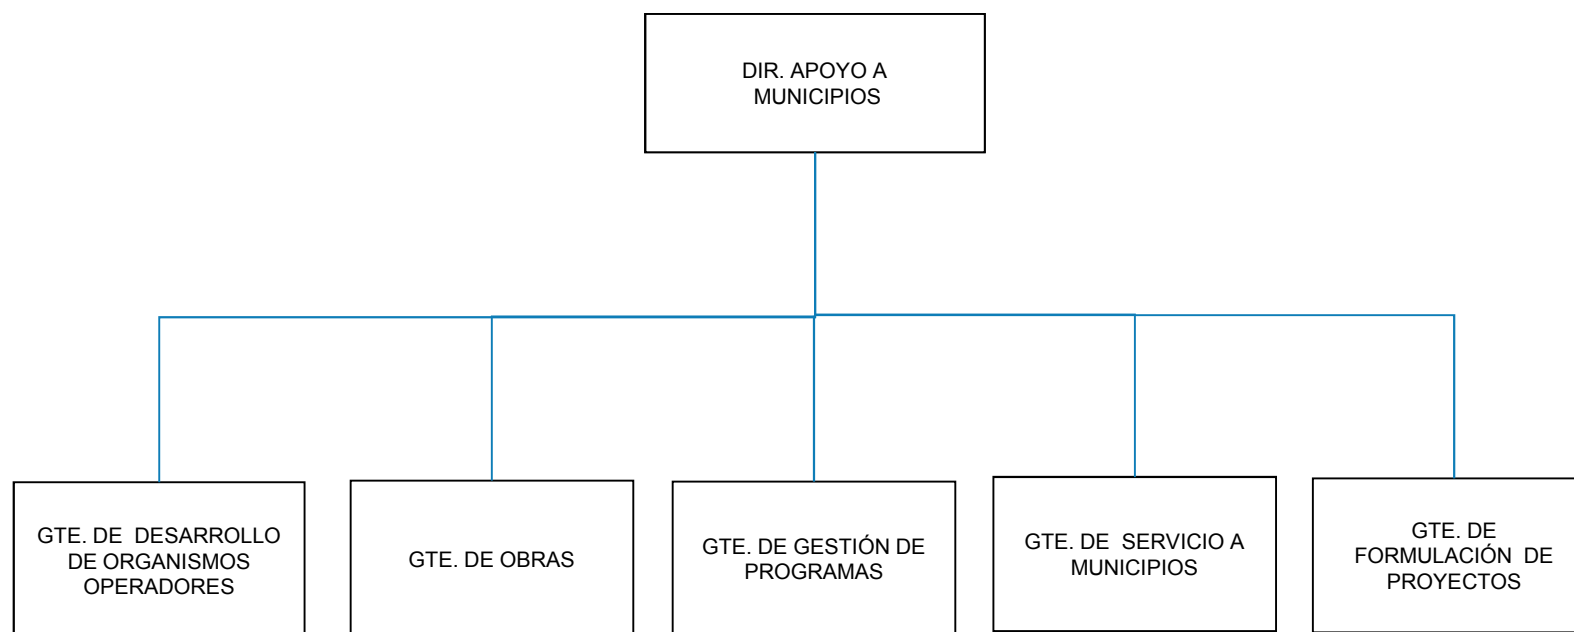 DIR. APOYO A
MUNICIPIOS
GTE. DE DESARROLLO
DE ORGANISMOS
OPERADORES
GTE. DE OBRAS
GTE. DE GESTIÓN DE
PROGRAMAS
GTE. DE SERVICIO A
MUNICIPIOS
GTE. DE
FORMULACIÓN DE
PROYECTOS